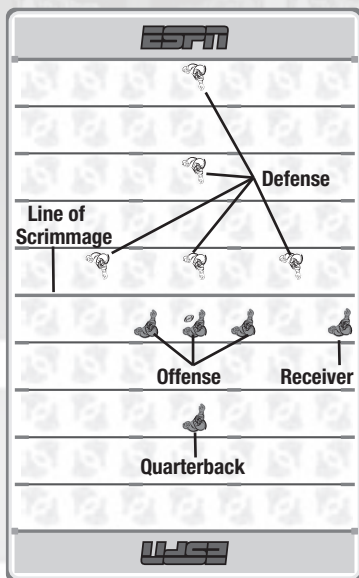 ESPN
Defense
Line of
Scrimmage
Offense
Receiver
Quarterback
ESPN